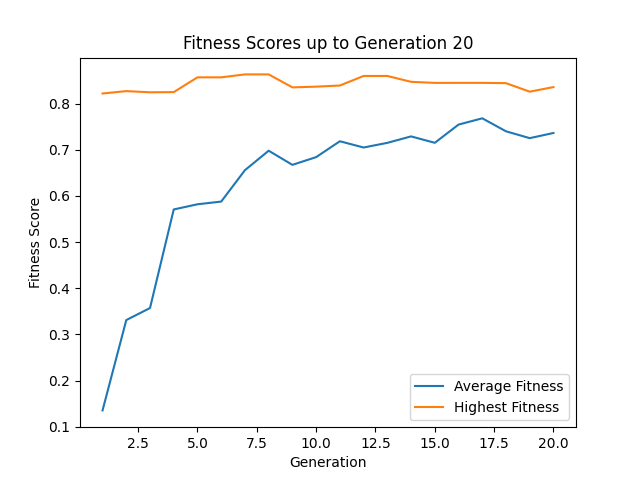 Fitness Scores up to Generation 20
Fitness Score
0.8
0.7
0.6
0.5
0.4
0.3
0.2
0.1
2.5 5.0 7.5 10.0 12.5 15.0 17.5 20.0
Generation
Average Fitness
Highest Fitness